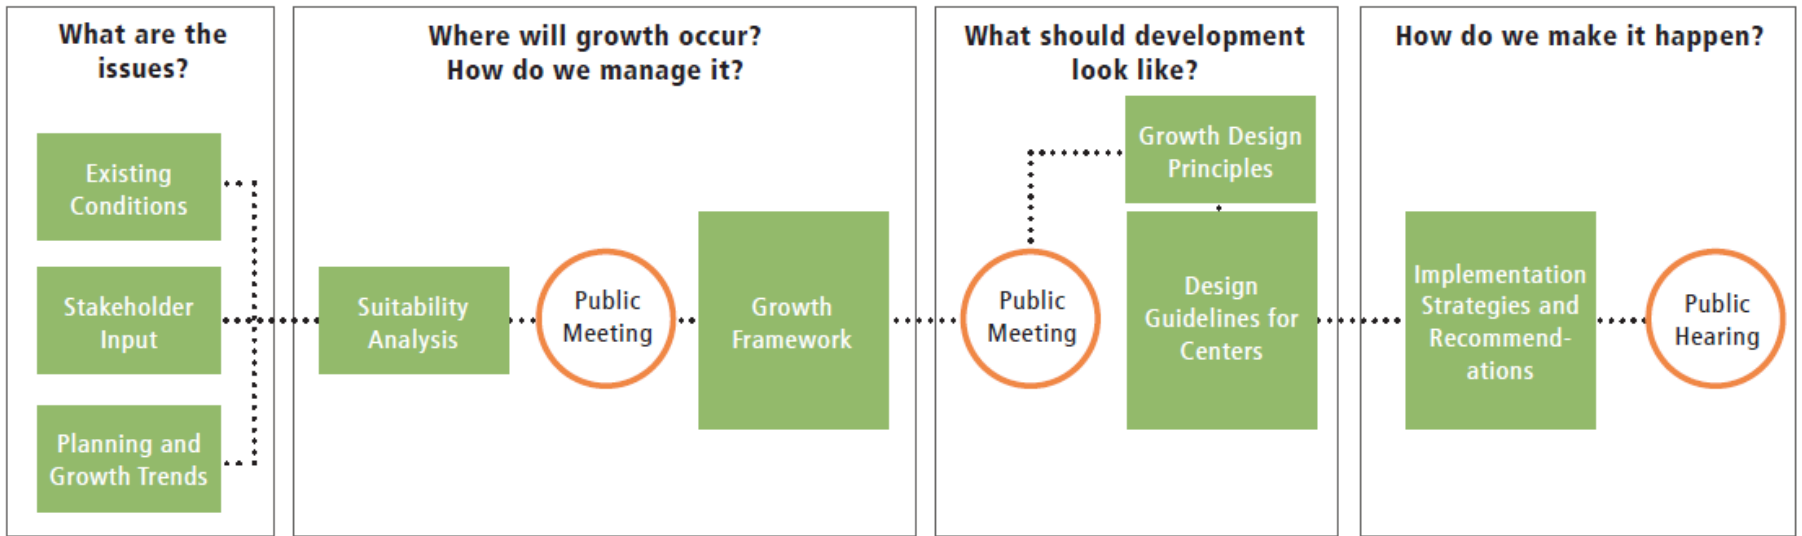 What are the
issues?
Existing
Conditions
Stakeholder
Input
Planning and
Growth Trends
Where will growth occur?
How do we manage it?
Suitability
Analysis
Public
Meeting
Growth
Framework
What should development
look like?
Growth Design
Principles
Public
Meeting
Design
Guidelines for
Centers
How do we make it happen?
Implementation
Strategies and
Recommend-
ations
Public
Hearing